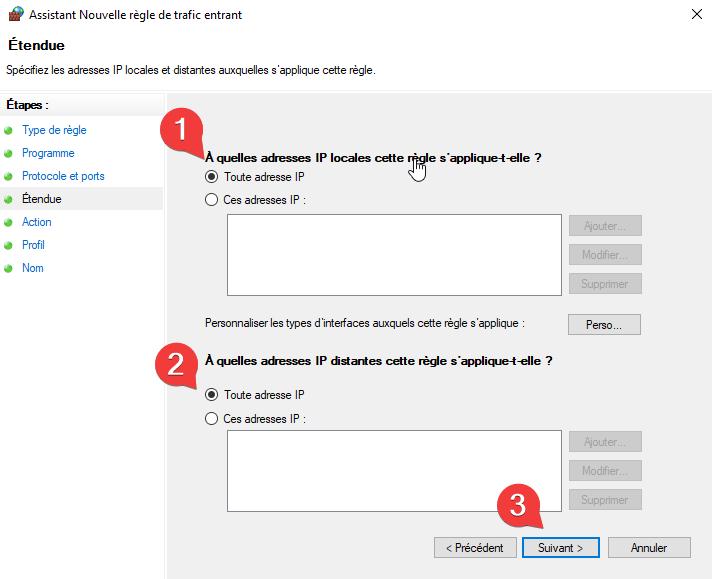 Assistant Nouvelle règle de trafic entrant
Étendue
Spécifiez les adresses IP locales et distantes auxquelles s'applique cette règle.
Étapes :
Type de règle
Programme
Protocole et ports
Étendue
Action
Profil
Nom
1
À quelles adresses IP locales cette règle s'applique-t-elle ?
Toute adresse IP
Ces adresses IP :
Ajouter...
Modifier...
Supprimer
Personnaliser les types d'interfaces auxquels cette règle s'applique :
Perso...
2
À quelles adresses IP distantes cette règle s'applique-t-elle ?
Toute adresse IP
Ces adresses IP :
Ajouter...
Modifier...
Supprimer
3
< Précédent
Suivant >
Annuler